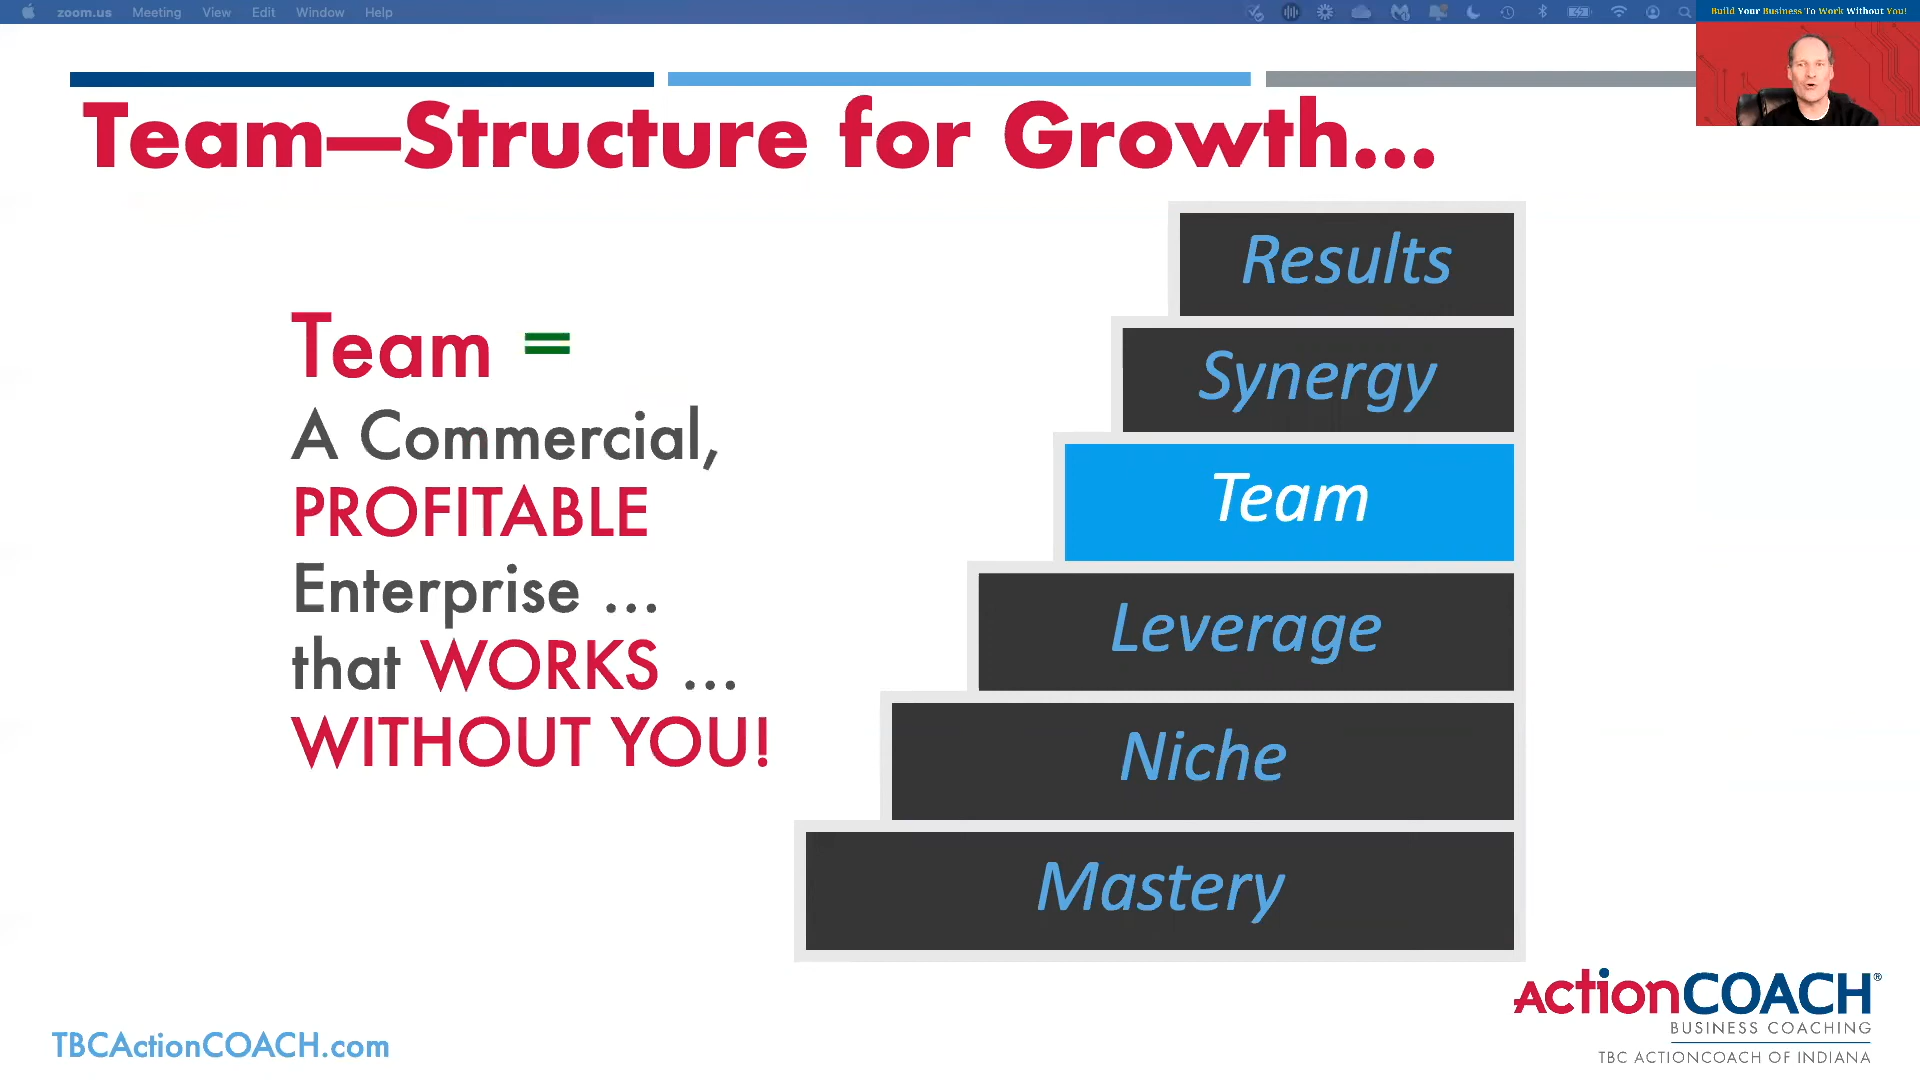 zoom.us Meeting View Edit Window Help
Build Your Business To Work Without You!
Team—Structure for Growth...
Results
Synergy
Team
Leverage
Niche
Mastery
Team =
A Commercial,
PROFITABLE
Enterprise ...
that WORKS ...
WITHOUT YOU!
TBCActionCOACH.com
ActionCOACH®
BUSINESS COACHING
TBC ACTIONCOACH OF INDIANA